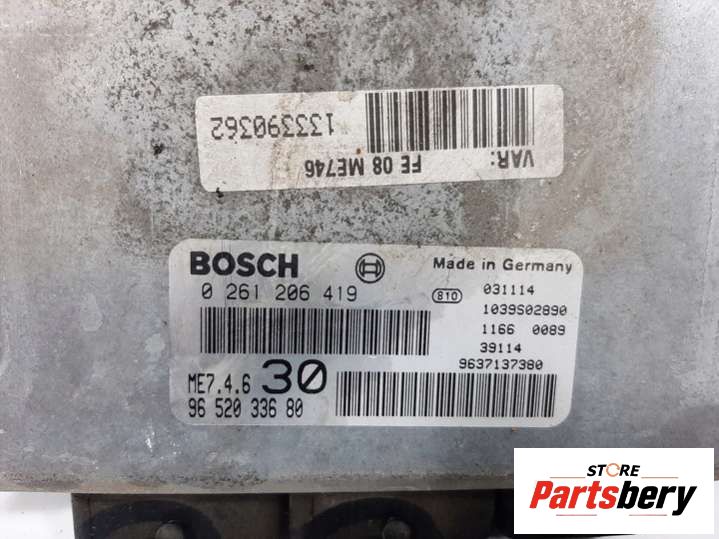 133390362
VAR: FE 08 ME746
BOSCH
Made in Germany
0 261 206 419
810
031114
1039S02890
1166 0089
39114
9637137380
ME7.4.6 30
96 520 336 80
STORE
Partsbery